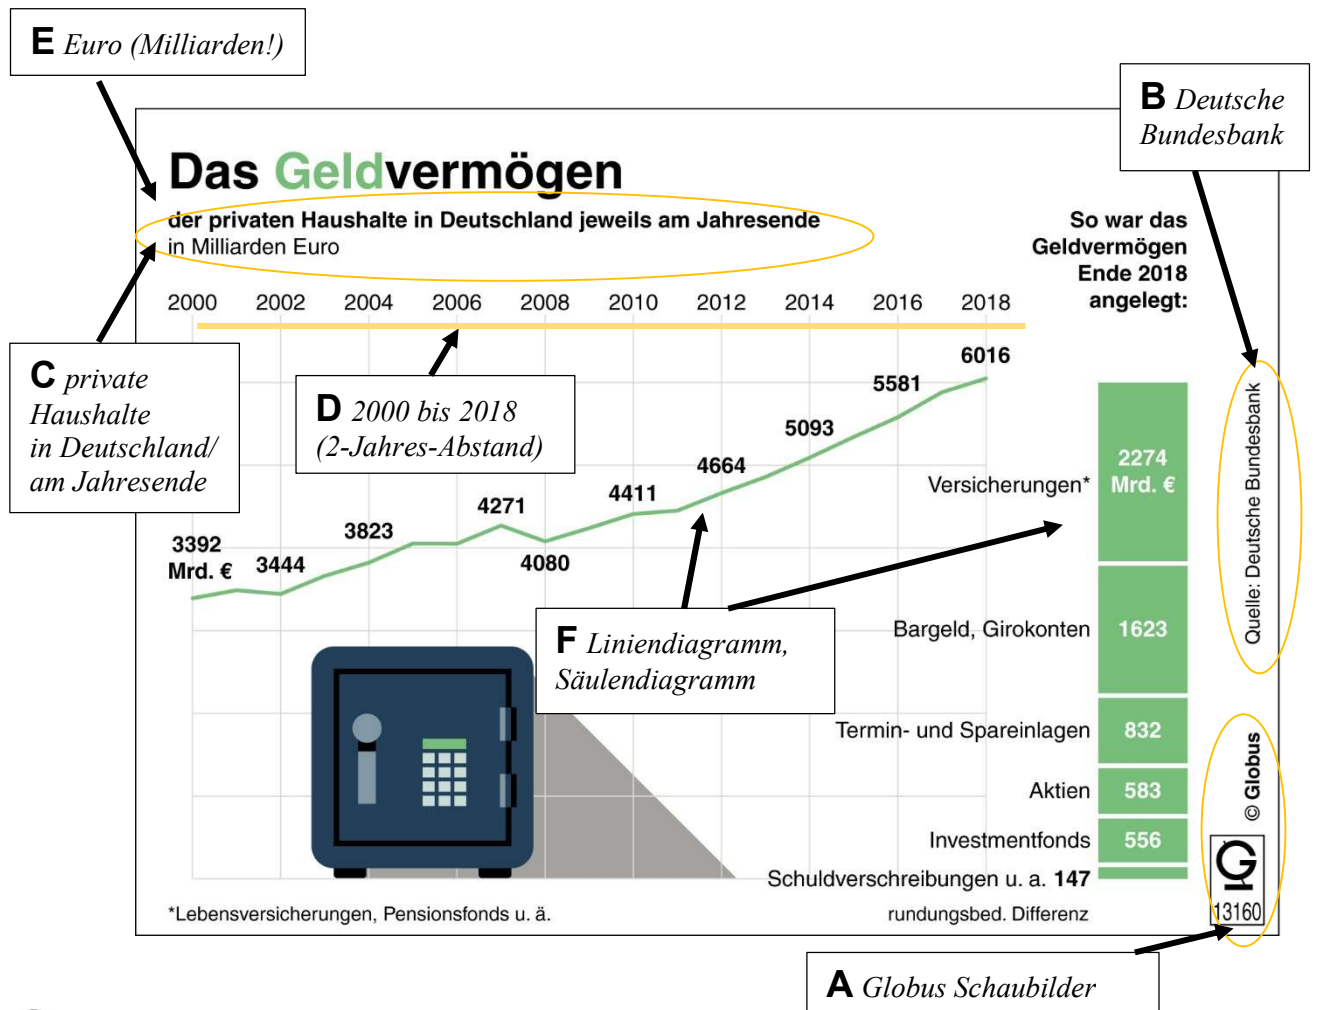 E Euro (Milliarden!)
B Deutsche
Bundesbank
Das Geldvermögen
der privaten Haushalte in Deutschland jeweils am Jahresende
in Milliarden Euro
So war das
Geldvermögen
Ende 2018
angelegt:
2000 2002 2004 2006 2008 2010 2012 2014 2016 2018
C private
Haushalte
in Deutschland/
am Jahresende
D 2000 bis 2018
(2-Jahres-Abstand)
3392
Mrd. €
3444
3823
4271
4080
4411
4664
5093
5581
6016
F Liniendiagramm,
Säulendiagramm
Versicherungen* 2274
Mrd. €
Bargeld, Girokonten 1623
Termin- und Spareinlagen 832
Aktien 583
Investmentfonds 556
Schuldverschreibungen u. a. 147
*Lebensversicherungen, Pensionsfonds u. ä.
rundungsbed. Differenz
Quelle: Deutsche Bundesbank
© Globus
G
13160
A Globus Schaubilder